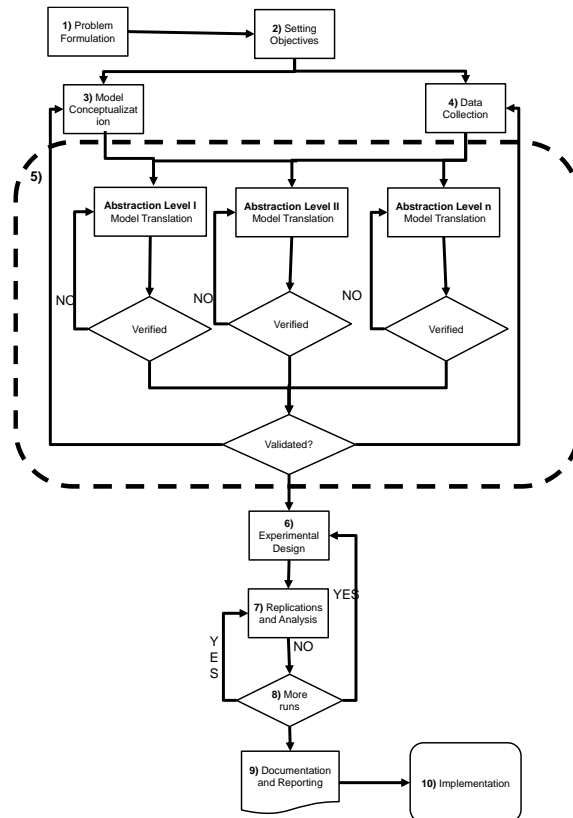 1) Problem
Formulation
2) Setting
Objectives
3) Model
Conceptualizat
ion
4) Data
Collection
5)
Abstraction Level I
Model Translation
Abstraction Level II
Model Translation
Abstraction Level n
Model Translation
NO
NO
NO
Verified
Verified
Verified
Validated?
6)
Experimental
Design
YES
7) Replications
and Analysis
Y
E
S
NO
8) More
runs
9) Documentation
and Reporting
10) Implementation